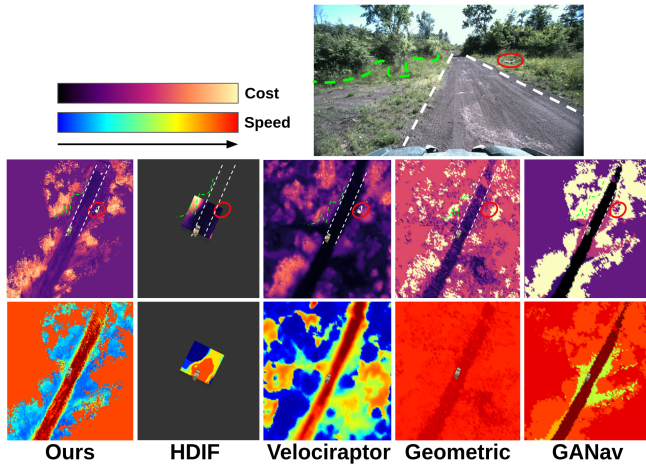 Cost
Speed
Ours
HDIF
Velociraptor
Geometric
GANav